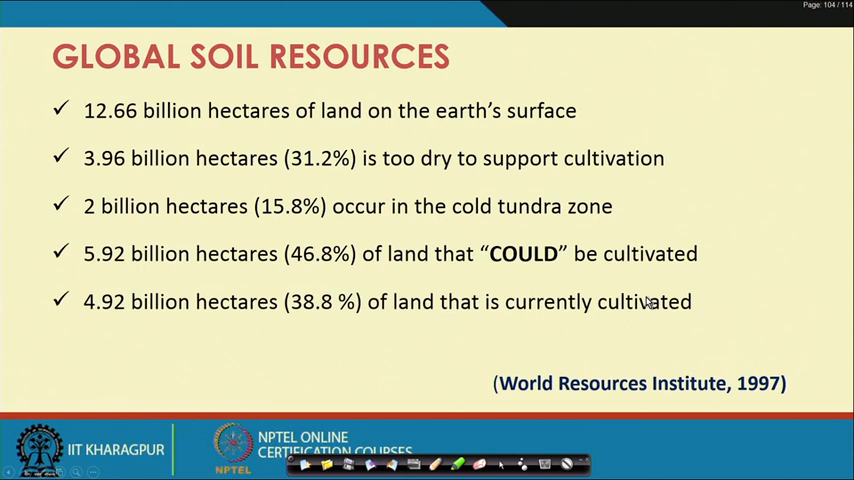 Page: 104 / 114
GLOBAL SOIL RESOURCES
✓ 12.66 billion hectares of land on the earth's surface
✓ 3.96 billion hectares (31.2%) is too dry to support cultivation
✓ 2 billion hectares (15.8%) occur in the cold tundra zone
✓ 5.92 billion hectares (46.8%) of land that “COULD” be cultivated
✓ 4.92 billion hectares (38.8 %) of land that is currently cultivated
(World Resources Institute, 1997)
IIT KHARAGPUR
NPTEL
NPTEL ONLINE
CERTIFICATION COURSES